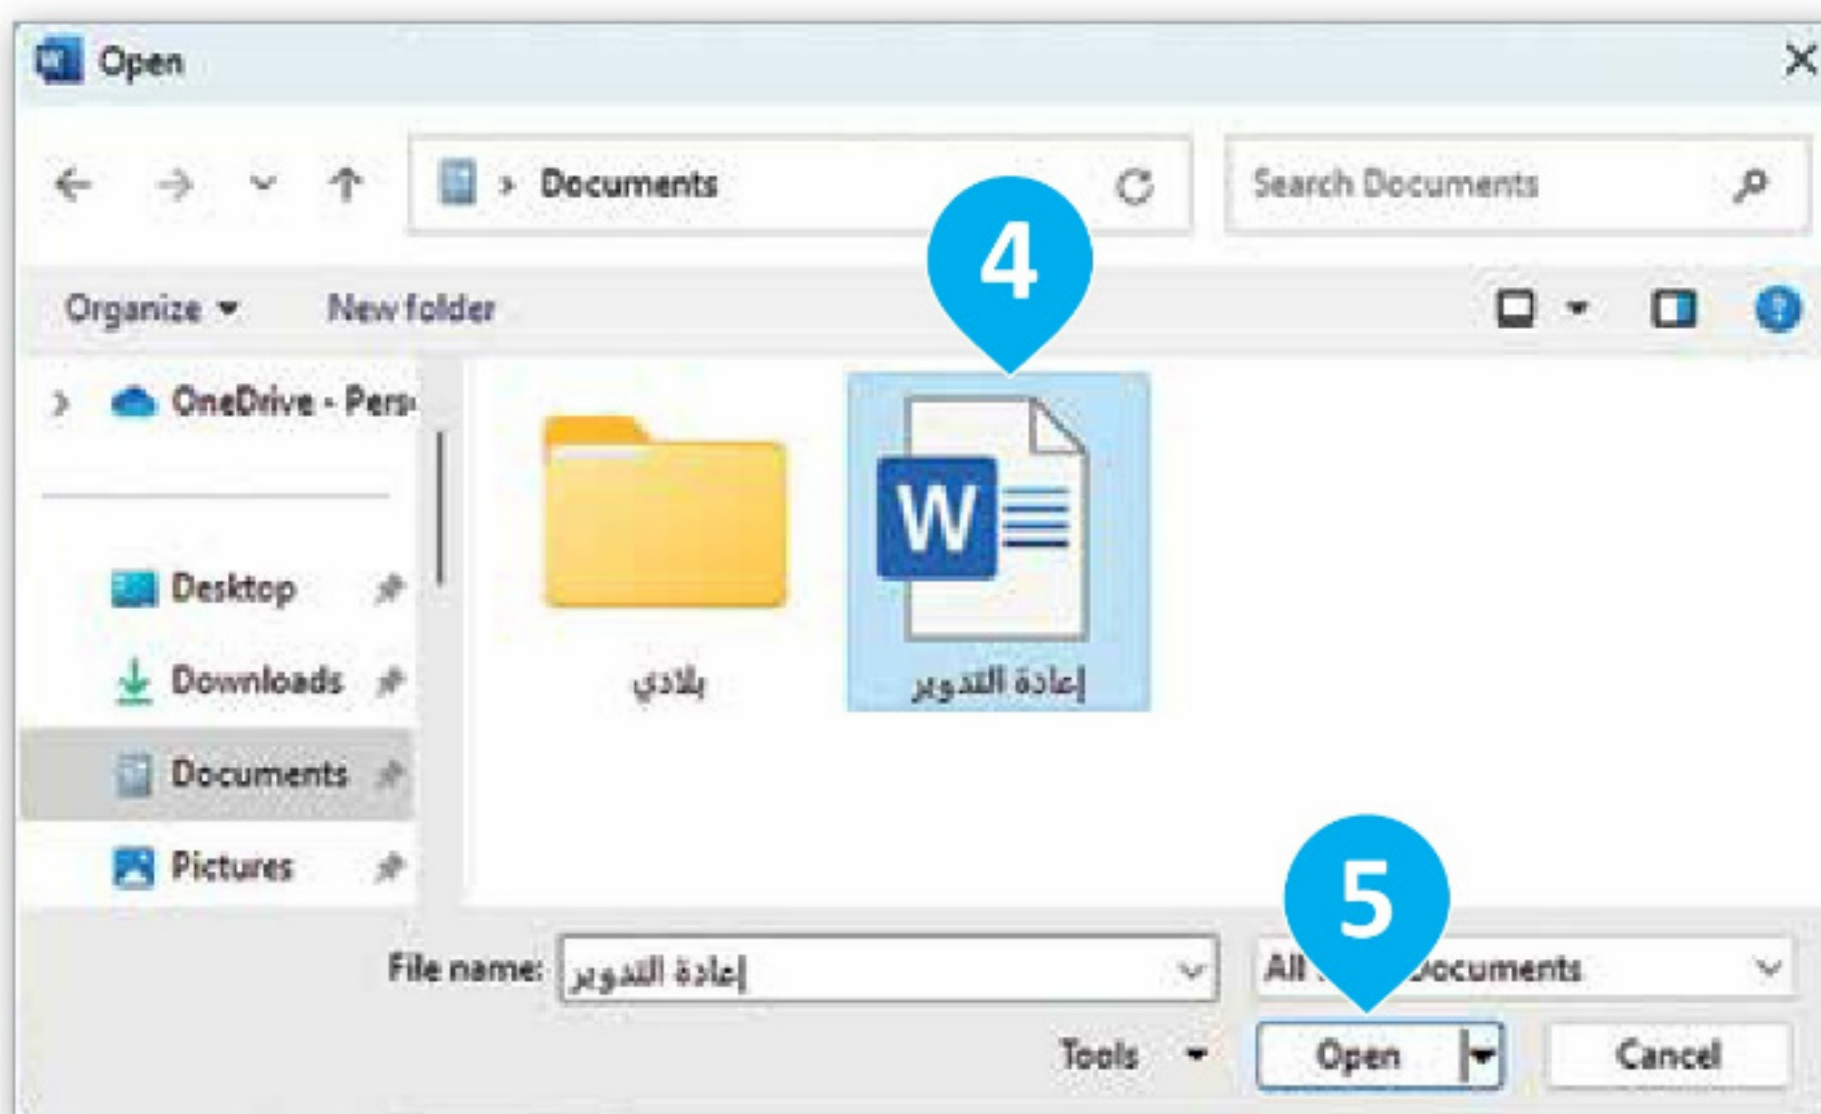 Open
Documents
Search Documents
4
Organize
New folder
OneDrive - Pers
Desktop
Downloads
Documents
Pictures
بلادي
إعادة التدوير
5
File name: إعادة التدوير
All Documents
Tools
Open
Cancel